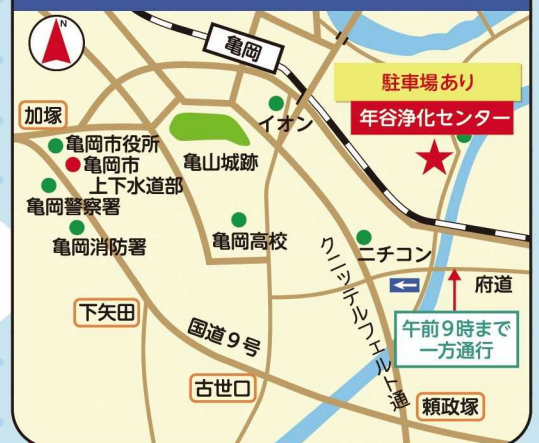 N
亀岡
駐車場あり
年谷浄化センター
加塚
イオン
亀岡市役所
亀岡市
上下水道部
亀山城跡
亀岡警察署
亀岡消防署
亀岡高校
ニチコン
クニッテルフェルト通
府道
下矢田
国道9号
午前9時まで
一方通行
古世口
頼政塚